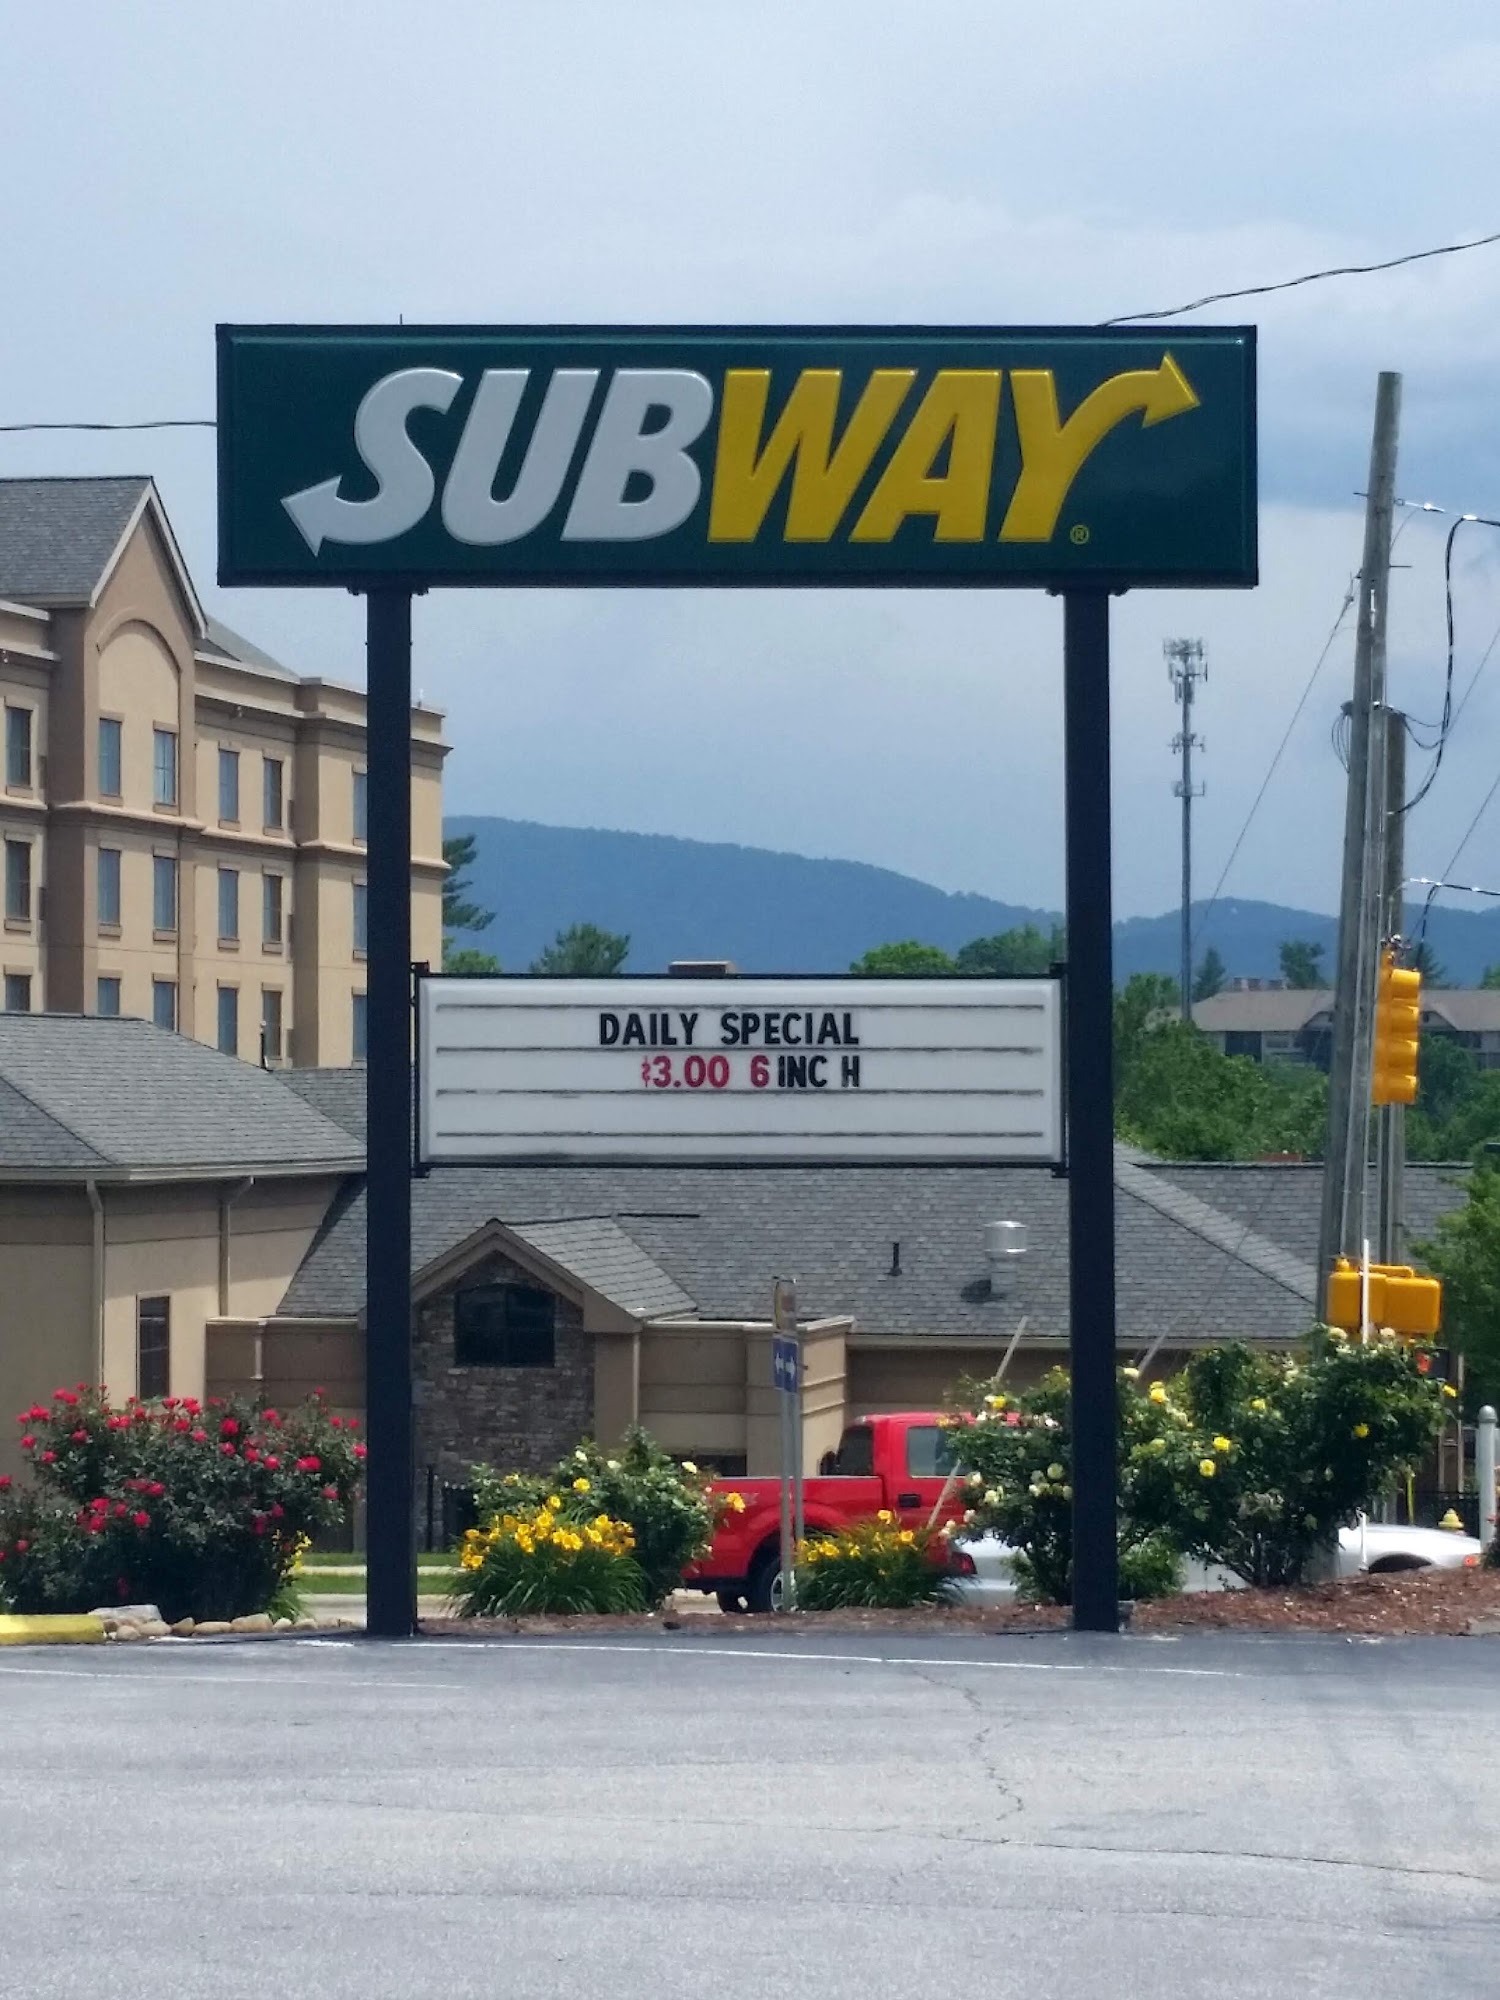 SUBWAY®
DAILY SPECIAL
$3.00 6 INC H